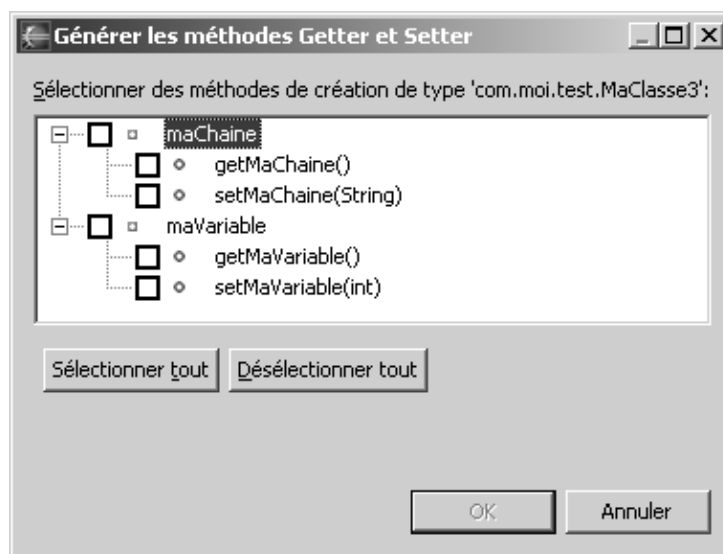 Générer les méthodes Getter et Setter
Sélectionner des méthodes de création de type 'com.moi.test.MaClasse3':
maChaine
getMaChaine()
setMaChaine(String)
maVariable
getMaVariable()
setMaVariable(int)
Sélectionner tout Désélectionner tout
OK Annuler